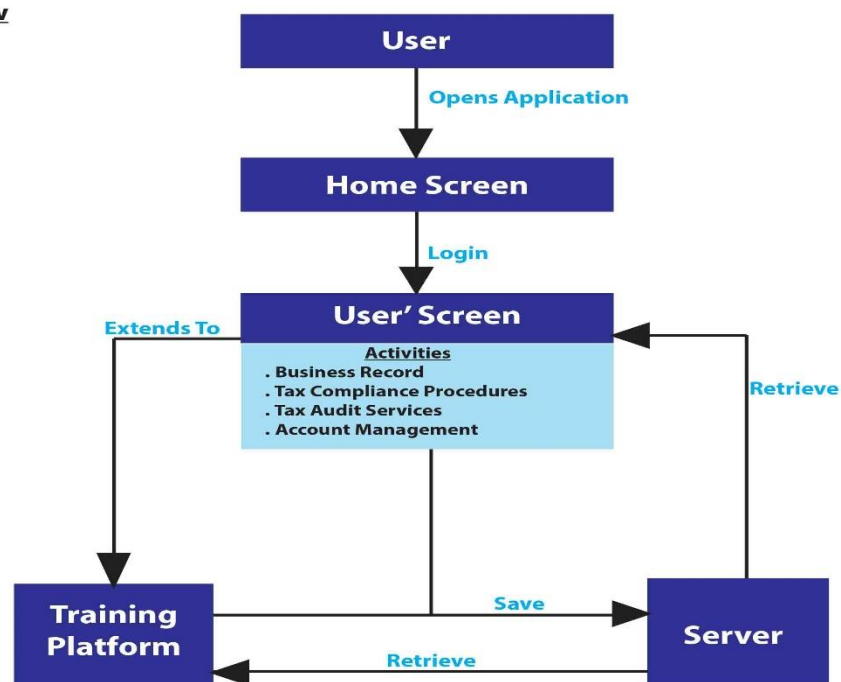 User
Opens Application
Home Screen
Login
User' Screen
Extends To
Activities
. Business Record
. Tax Compliance Procedures
. Tax Audit Services
. Account Management
Retrieve
Training
Platform
Save
Server
Retrieve